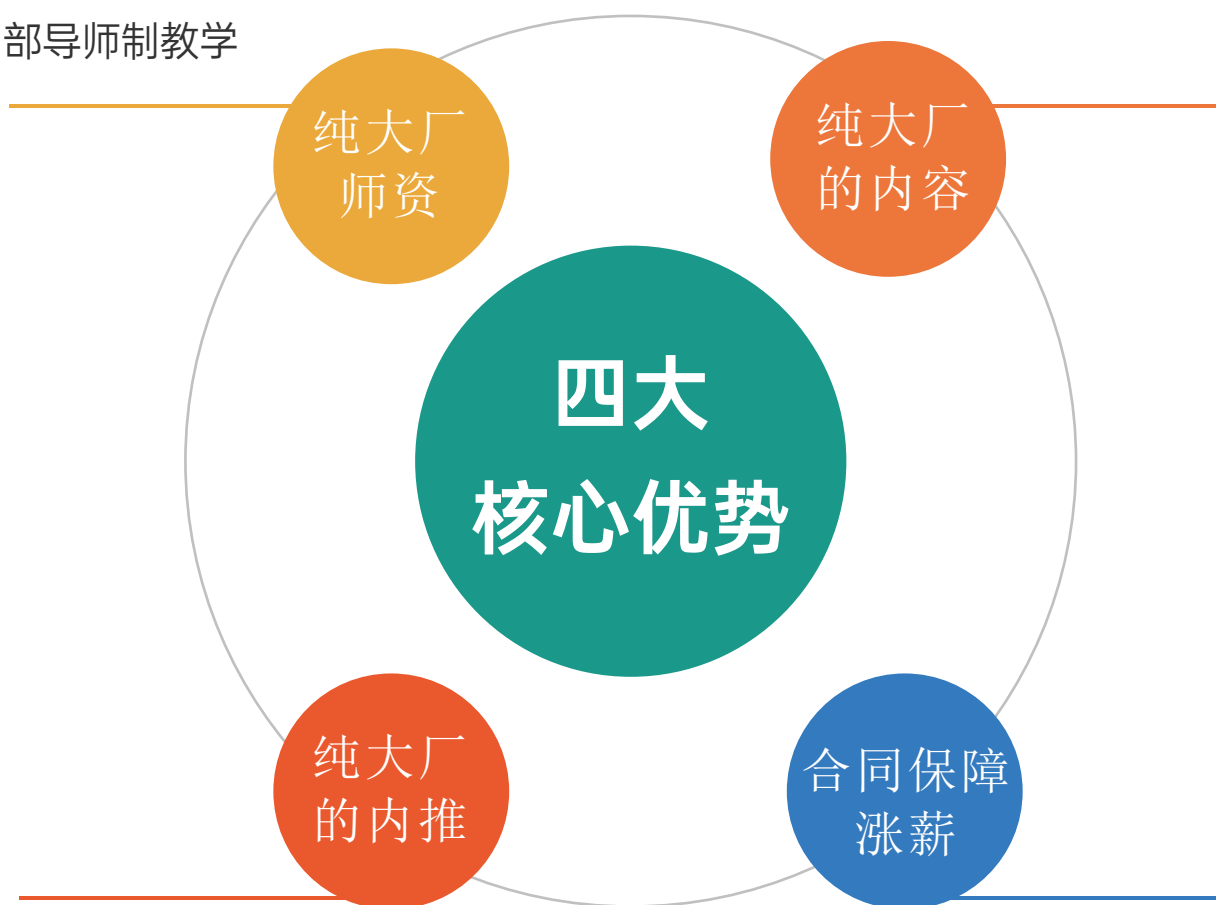 部导师制教学
纯大厂
师资
纯大厂
的内容
四大
核心优势
纯大厂
的内推
合同保障
涨薪